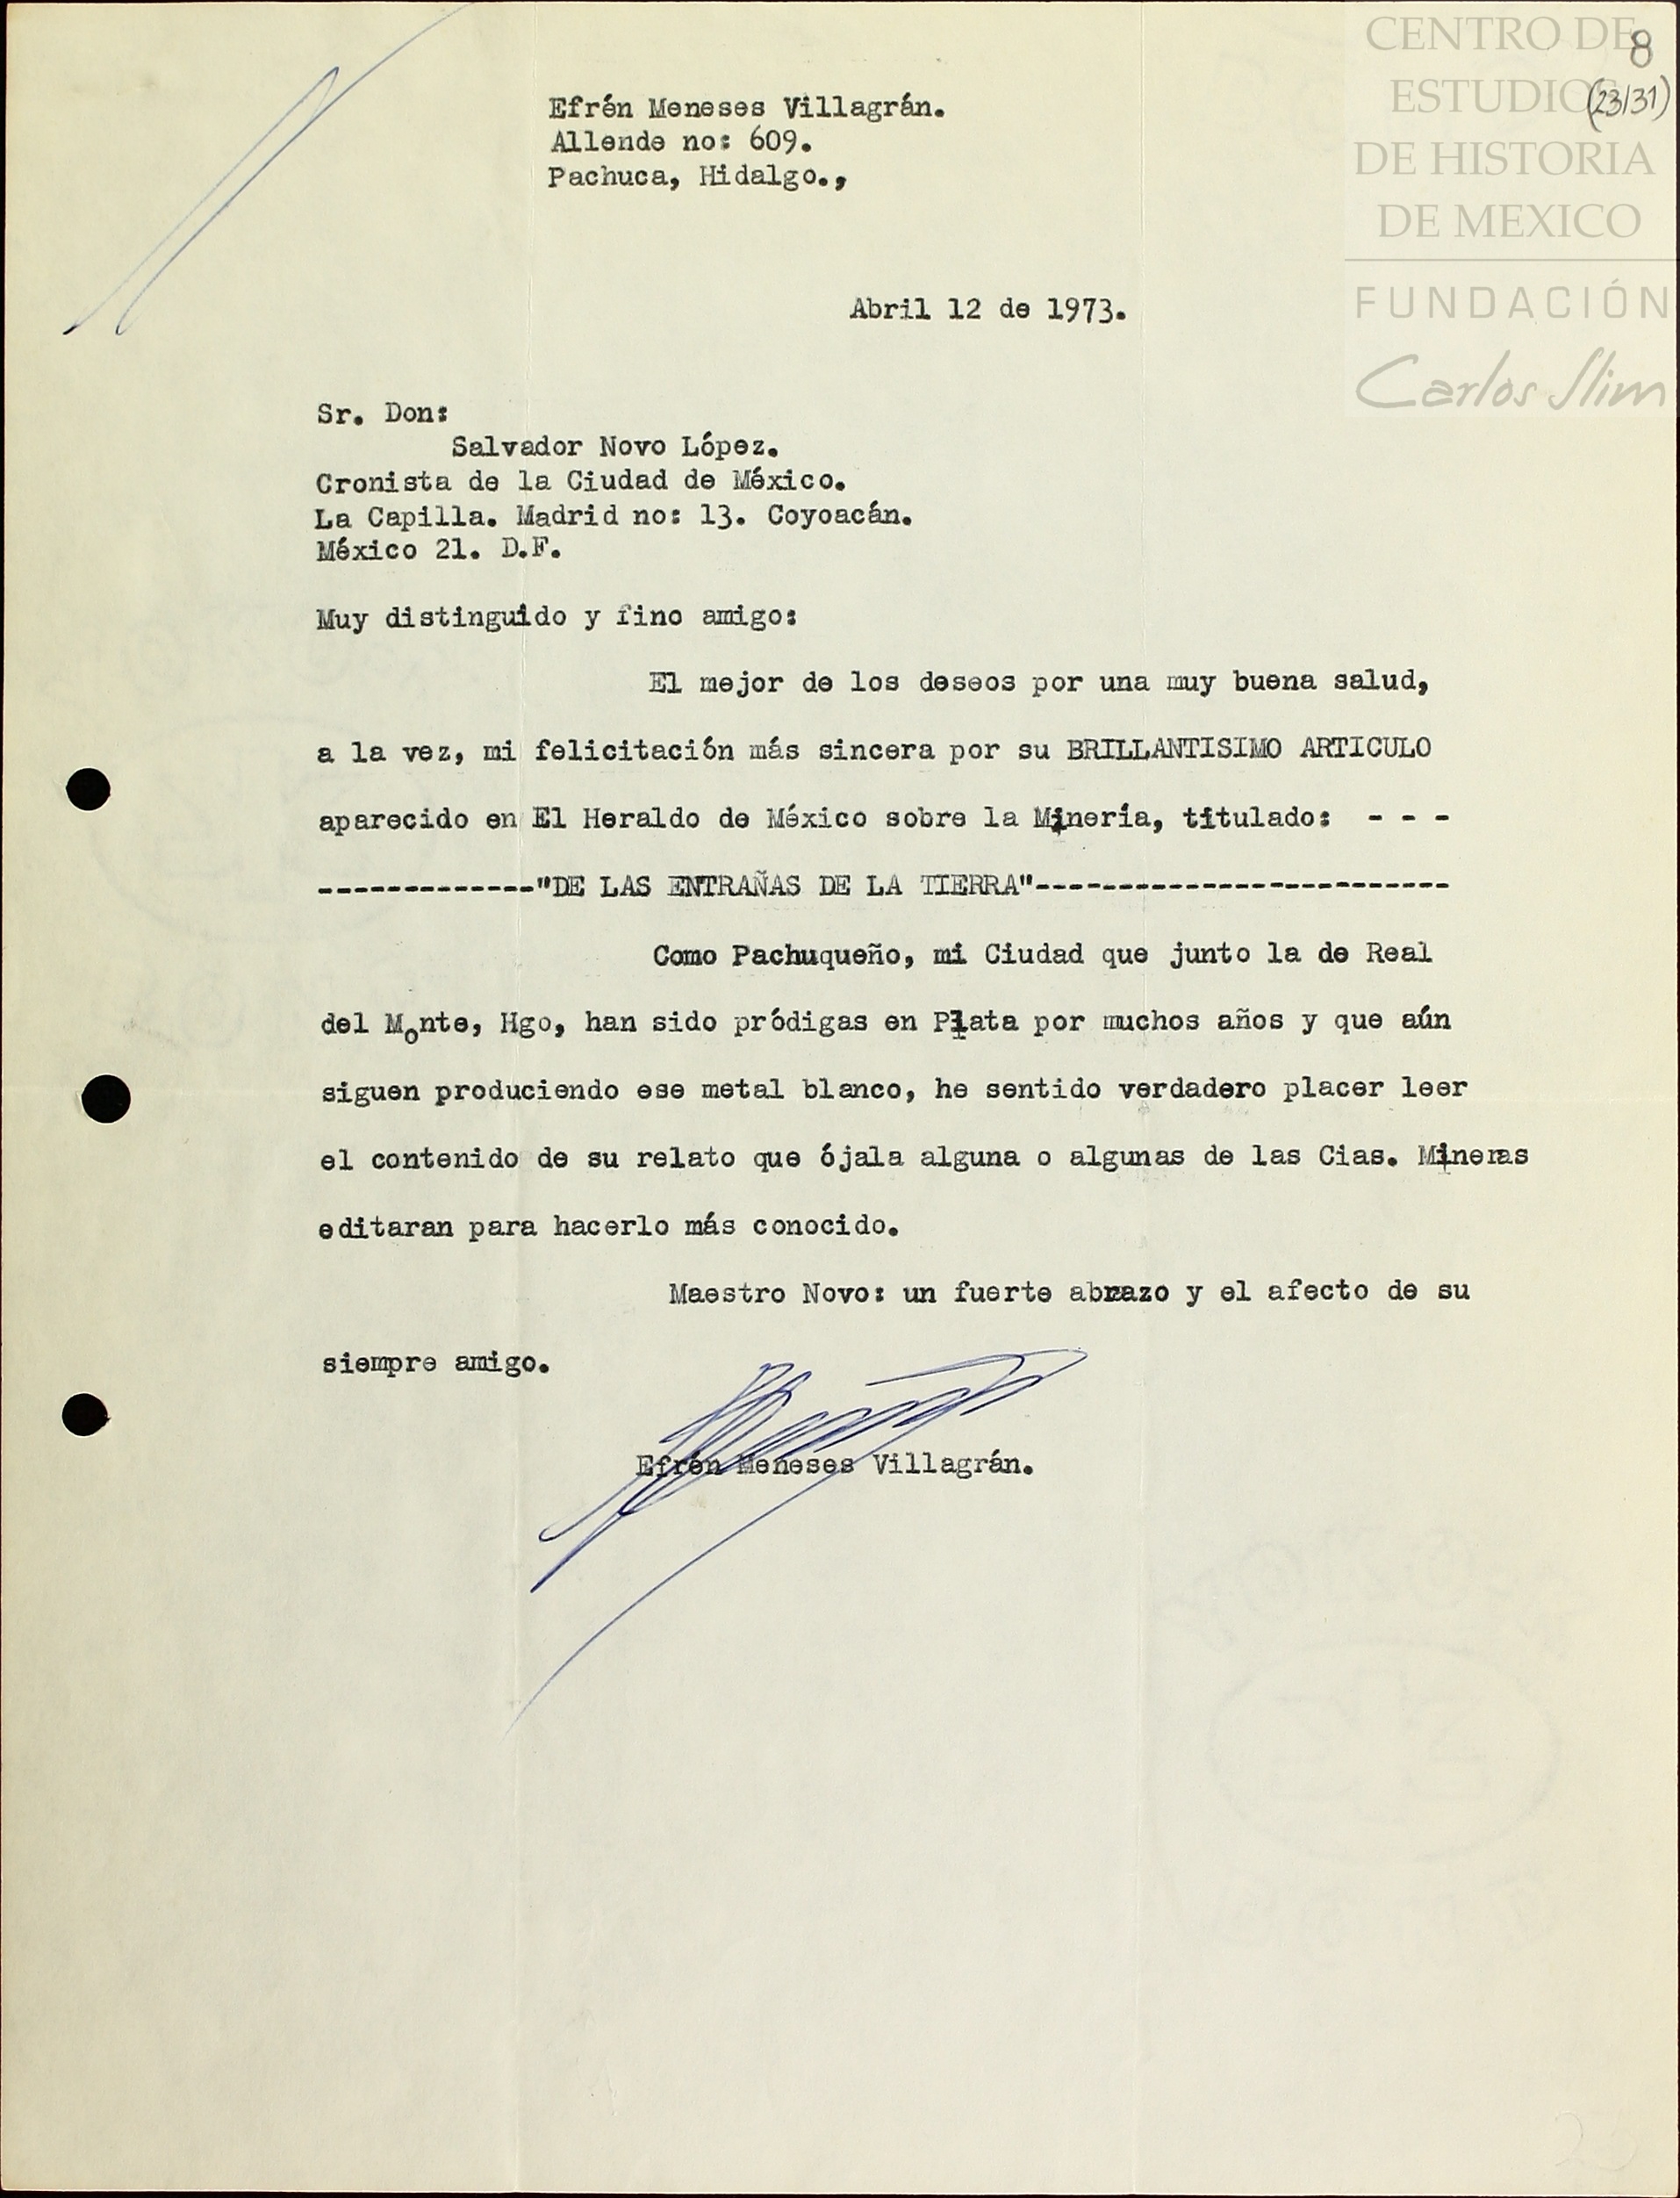 CENTRO DE
ESTUDIOS
DE HISTORIA
DE MEXICO
FUNDACIÓN
Carlos Slim
8
(23/31)
Efrén Meneses Villagrán.
Allende no: 609.
Pachuca, Hidalgo.,
Abril 12 de 1973.
Sr. Don:
Salvador Novo López.
Cronista de la Ciudad de México.
La Capilla. Madrid no: 13. Coyoacán.
México 21. D.F.
Muy distinguido y fino amigo:
El mejor de los deseos por una muy buena salud,
a la vez, mi felicitación más sincera por su BRILLANTISIMO ARTICULO
aparecido en El Heraldo de México sobre la Minería, titulado: - - -
-------------"DE LAS ENTRAÑAS DE LA TIERRA"-------------------------
Como Pachuqueño, mi Ciudad que junto la de Real
del Monte, Hgo, han sido pródigas en Plata por muchos años y que aún
siguen produciendo ese metal blanco, he sentido verdadero placer leer
el contenido de su relato que ójala alguna o algunas de las Cias. Mineras
editaran para hacerlo más conocido.
Maestro Novo: un fuerte abrazo y el afecto de su
siempre amigo.
Efrén Meneses Villagrán.